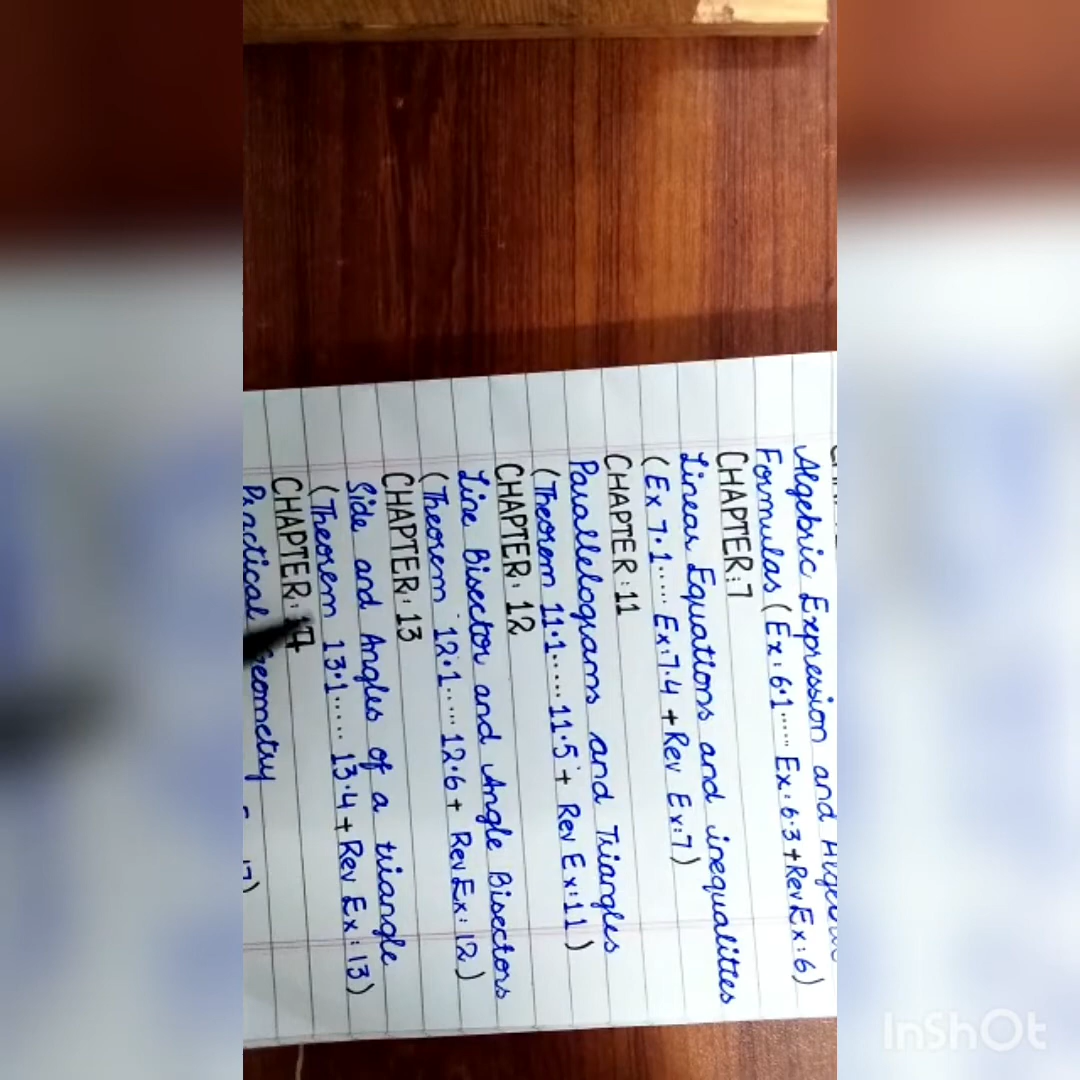 Algebric Expression and
Formulas (Ex:6.1...... Ex:6.3+Rev Ex:6)
CHAPTER:7
Linear Equations and inequalities
(Ex 7.1..... Ex:7.4 +Rev Ex:7)
CHAPTER:11
Parallelograms and Triangles
(Theorem 11.1..... 11.5 + Rev Ex:11)
CHAPTER: 12
Line Bisector and Angle Bisectors
(Theorem 12.1..... 12.6+ Rev Ex:12)
CHAPTER: 13
Side and Angles of a triangle
(Theorem 13.1..... 13.4+Rev Ex:13)
CHAPTER: 17
Practical Geometry
InShOt